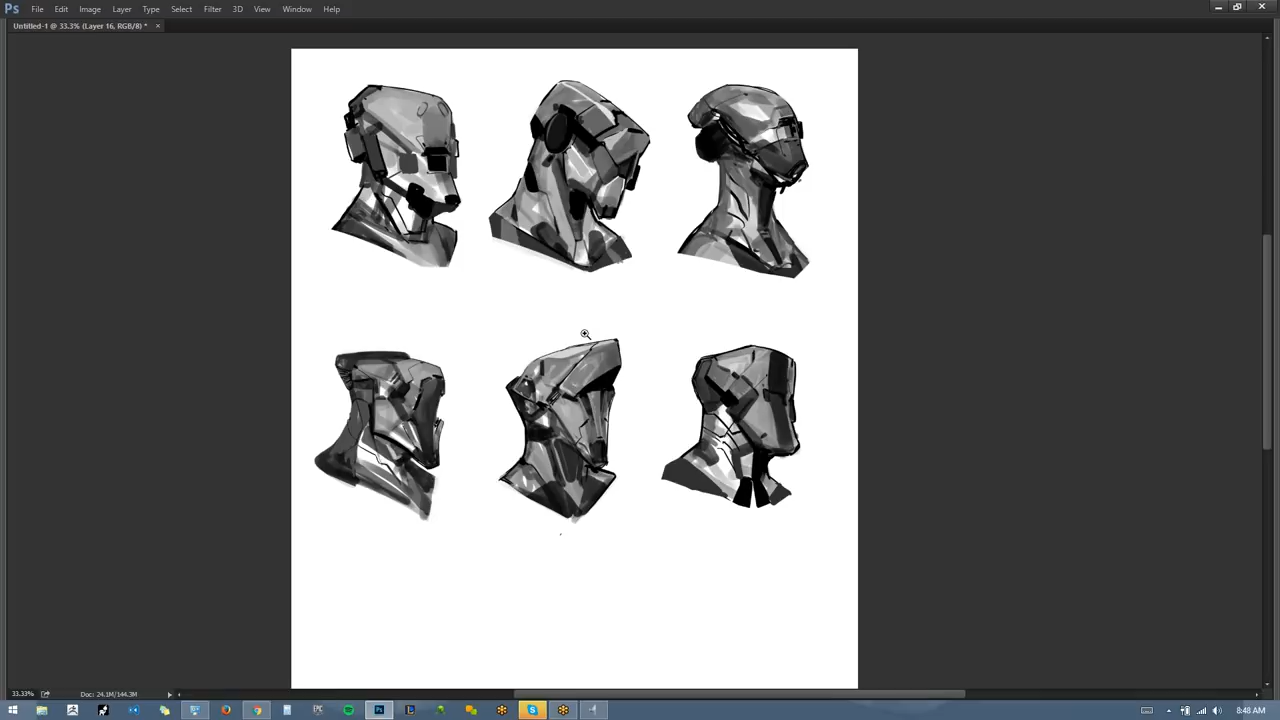 Ps File Edit Image Layer Type Select Filter 3D View Window Help
Untitled-1 @ 33.3% (Layer 16, RGB/8) * ×
33.33% Doc: 24.1M/144.3M
Ps 8:48 AM